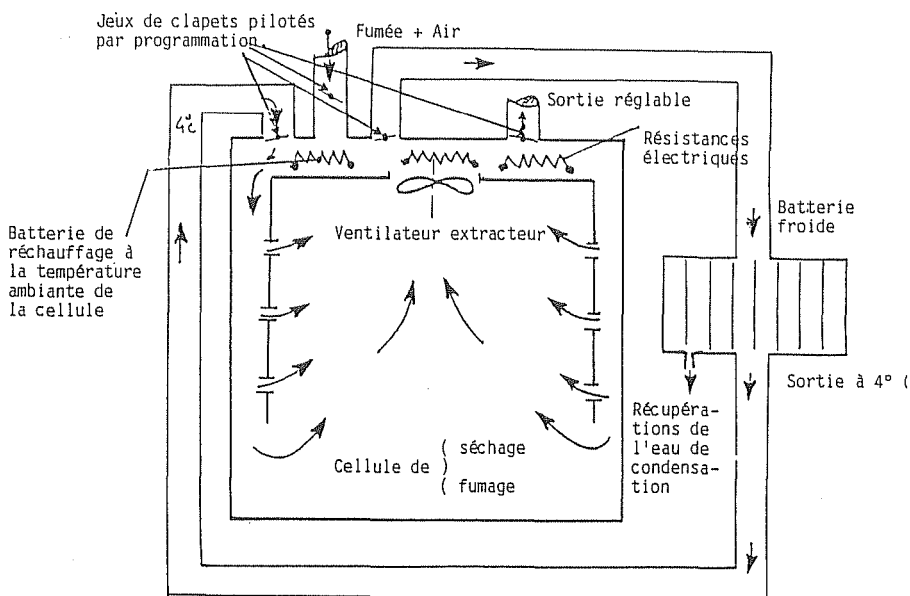 Jeux de clapets pilotés
par programmation.
Fumée + Air
Sortie réglable
Résistances
électriques
4°c
Batterie de
réchauffage à
la température
ambiante de
la cellule
Ventilateur extracteur
Batterie
froide
Sortie à 4° (
Récupéra-
tions de
l'eau de
condensa-
tion
Cellule de
( séchage
)
( fumage